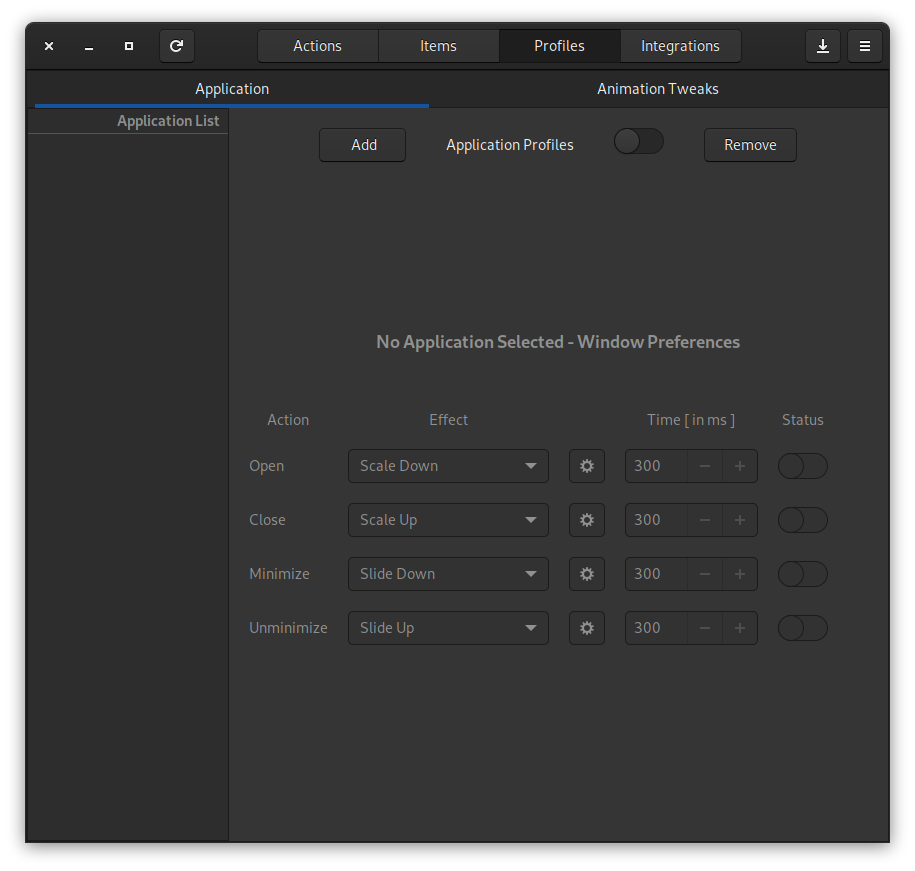 Actions Items Profiles Integrations
Application Animation Tweaks
Application List
Add Application Profiles Remove
No Application Selected - Window Preferences
Action Effect Time [ in ms ] Status
Open Scale Down 300 − +
Close Scale Up 300 − +
Minimize Slide Down 300 − +
Unminimize Slide Up 300 − +